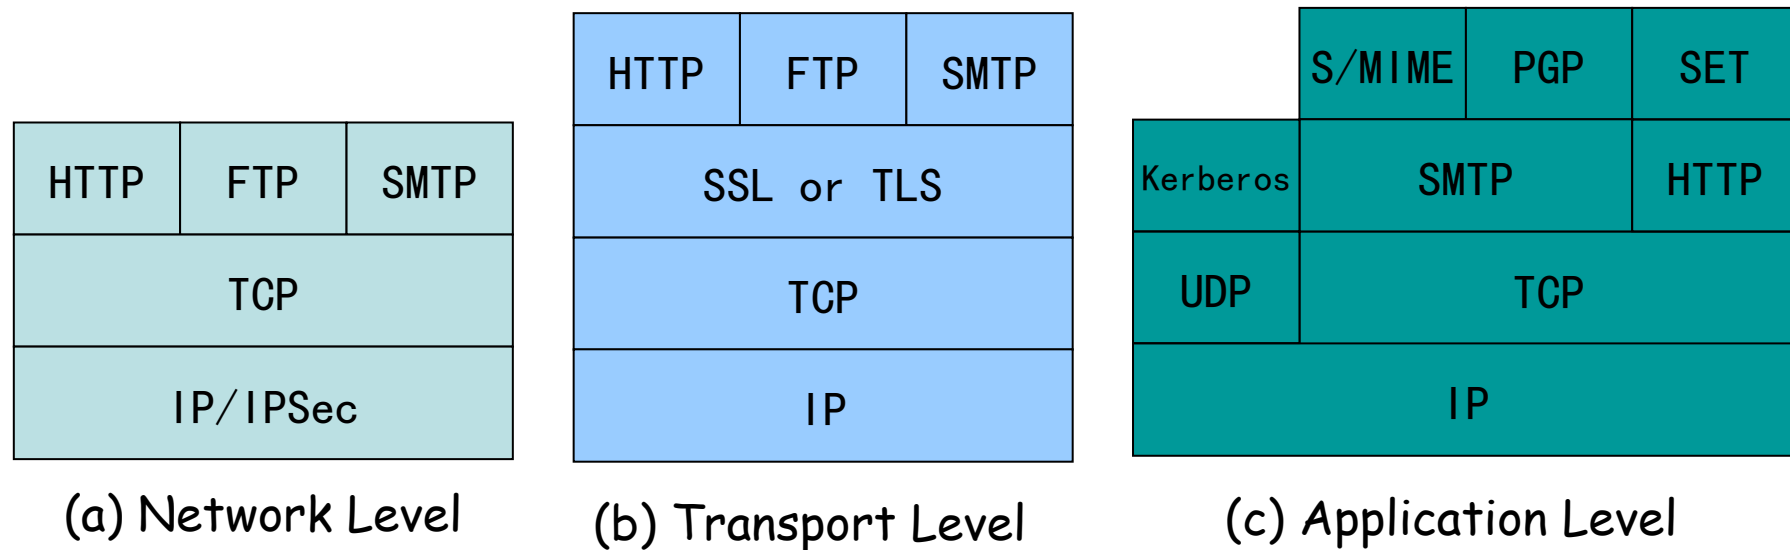 HTTP FTP SMTP
TCP
IP/IPSec
(a) Network Level
HTTP FTP SMTP
SSL or TLS
TCP
IP
(b) Transport Level
S/MIME PGP SET
Kerberos SMTP HTTP
UDP TCP
IP
(c) Application Level